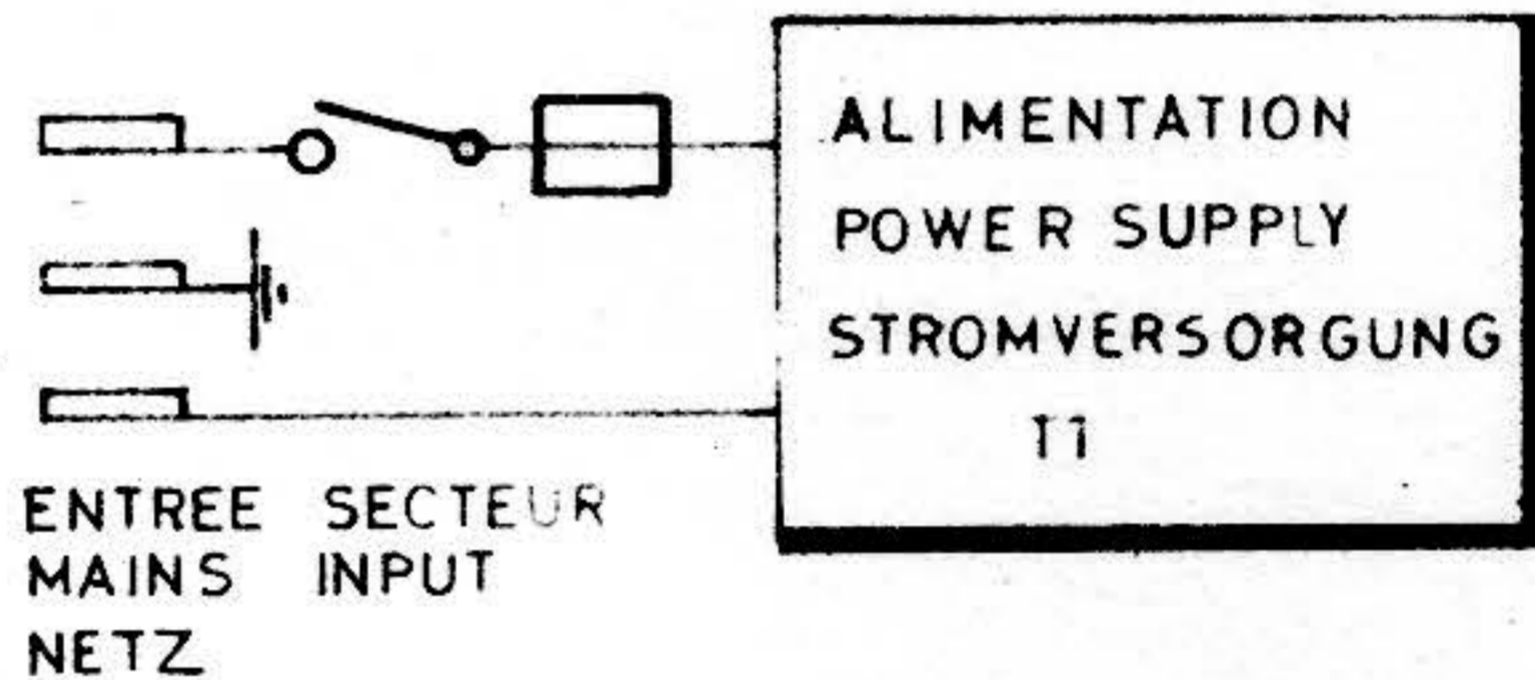 ALIMENTATION
POWER SUPPLY
STROMVERSORGUNG
T1
ENTREE SECTEUR
MAINS INPUT
NETZ